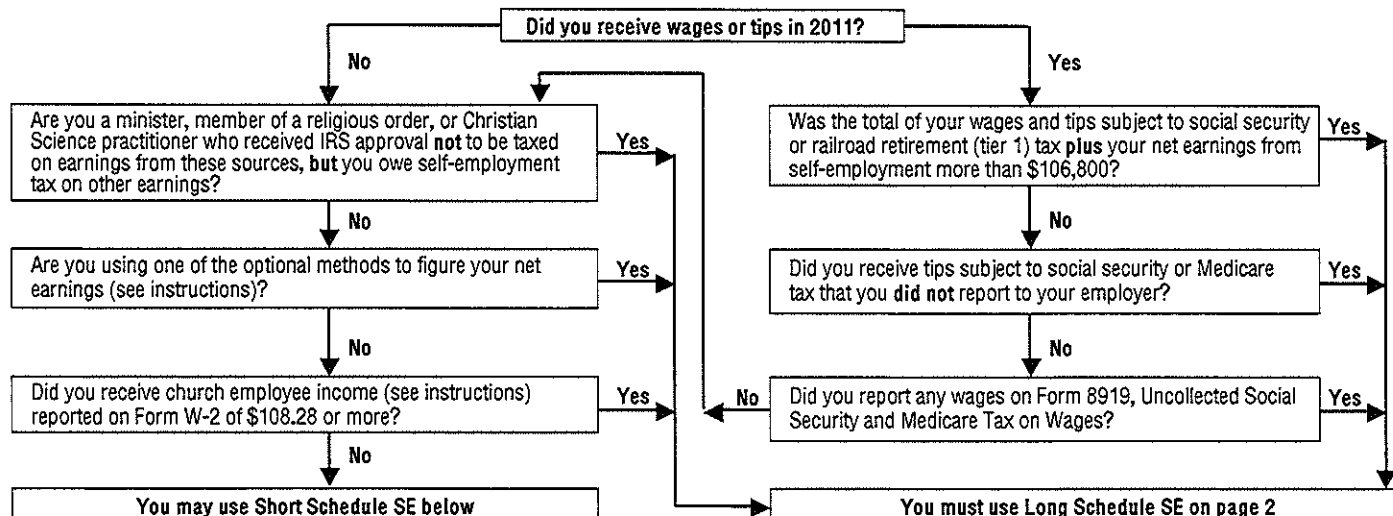 Did you receive wages or tips in 2011?
No
Yes
Are you a minister, member of a religious order, or Christian
Science practitioner who received IRS approval not to be taxed
on earnings from these sources, but you owe self-employment
tax on other earnings?
Yes
Was the total of your wages and tips subject to social security
or railroad retirement (tier 1) tax plus your net earnings from
self-employment more than $106,800?
Yes
No
No
Are you using one of the optional methods to figure your net
earnings (see instructions)?
Yes
Did you receive tips subject to social security or Medicare
tax that you did not report to your employer?
Yes
No
No
Did you receive church employee income (see instructions)
reported on Form W-2 of $108.28 or more?
Yes
No
Did you report any wages on Form 8919, Uncollected Social
Security and Medicare Tax on Wages?
Yes
No
You may use Short Schedule SE below
You must use Long Schedule SE on page 2